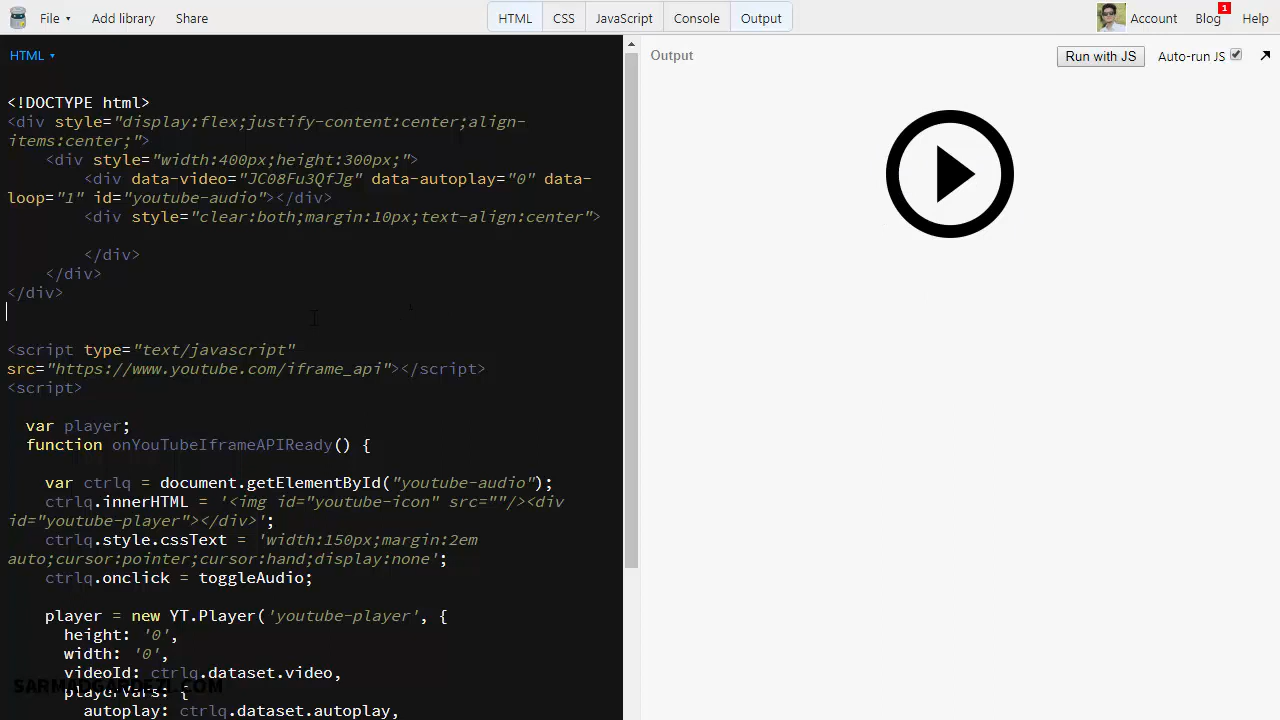 File Add library Share HTML CSS JavaScript Console Output Account Blog 1 Help
HTML
Output Run with JS Auto-run JS
<!DOCTYPE html>
<div style="display:flex;justify-content:center;align-
items:center;">
<div style="width:400px;height:300px;">
<div data-video="JC08Fu3QfJg" data-autoplay="0" data-
loop="1" id="youtube-audio"></div>
<div style="clear:both;margin:10px;text-align:center">
</div>
</div>
</div>
<script type="text/javascript"
src="https://www.youtube.com/iframe_api"></script>
<script>
var player;
function onYouTubeIframeAPIReady() {
var ctrlq = document.getElementById("youtube-audio");
ctrlq.innerHTML = '<img id="youtube-icon" src=""/><div
id="youtube-player"></div>';
ctrlq.style.cssText = 'width:150px;margin:2em
auto;cursor:pointer;cursor:hand;display:none';
ctrlq.onclick = toggleAudio;
player = new YT.Player('youtube-player', {
height: '0',
width: '0',
videoId: ctrlq.dataset.video,
playerVars: {
autoplay: ctrlq.dataset.autoplay,